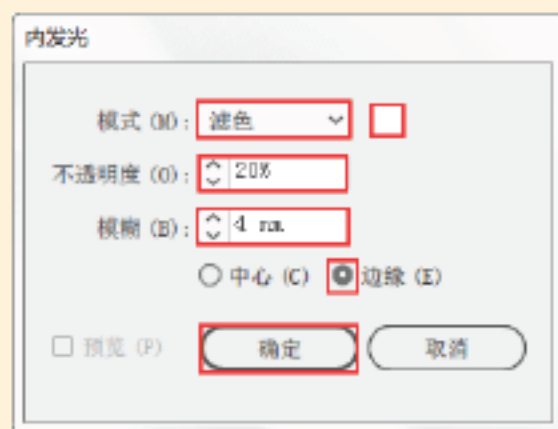 内发光
模式 (M): 滤色
不透明度 (O): 20%
模糊 (B): 4 mm
中心 (C) 边缘 (E)
预览 (P) 确定 取消